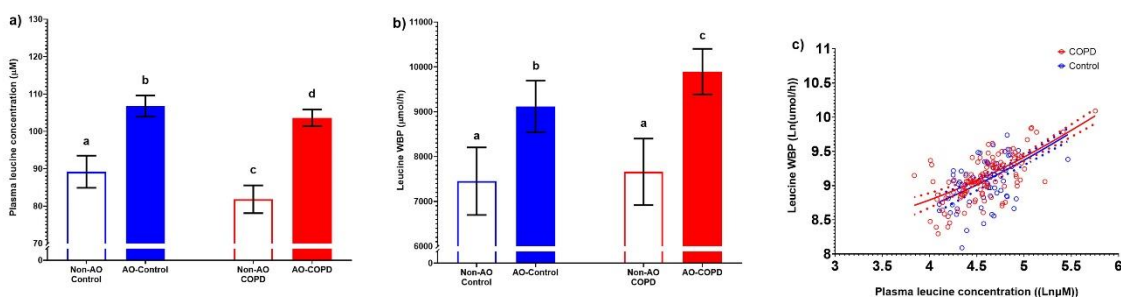 a)
Plasma leucine concentration (µM)
130
120
110
100
90
80
70
0
a
b
c
d
Non-AO
Control
AO-Control
Non-AO
COPD
AO-COPD
b)
Leucine WBP (µmol/h)
11000
10000
9000
8000
7000
6000
0
a
b
a
c
Non-AO
Control
AO-Control
Non-AO
COPD
AO-COPD
c)
Leucine WBP (Ln(umol/h))
11
10.5
10
9.5
9
8.5
8
3
3.5
4
4.5
5
5.5
6
COPD
Control
Plasma leucine concentration ((LnµM)